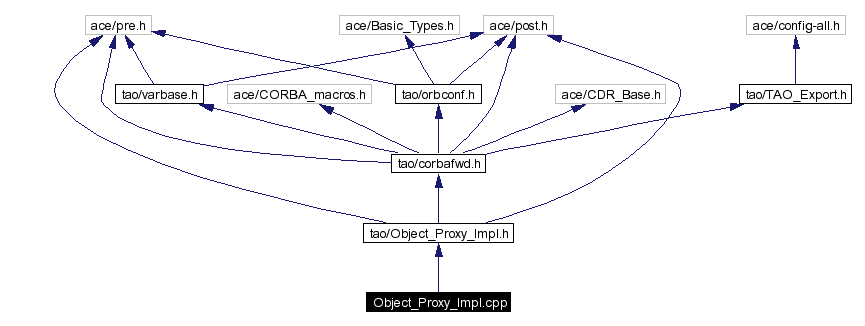 ace/pre.h
ace/Basic_Types.h
ace/post.h
ace/config-all.h
tao/varbase.h
ace/CORBA_macros.h
tao/orbconf.h
ace/CDR_Base.h
tao/TAO_Export.h
tao/corbafwd.h
tao/Object_Proxy_Impl.h
Object_Proxy_Impl.cpp